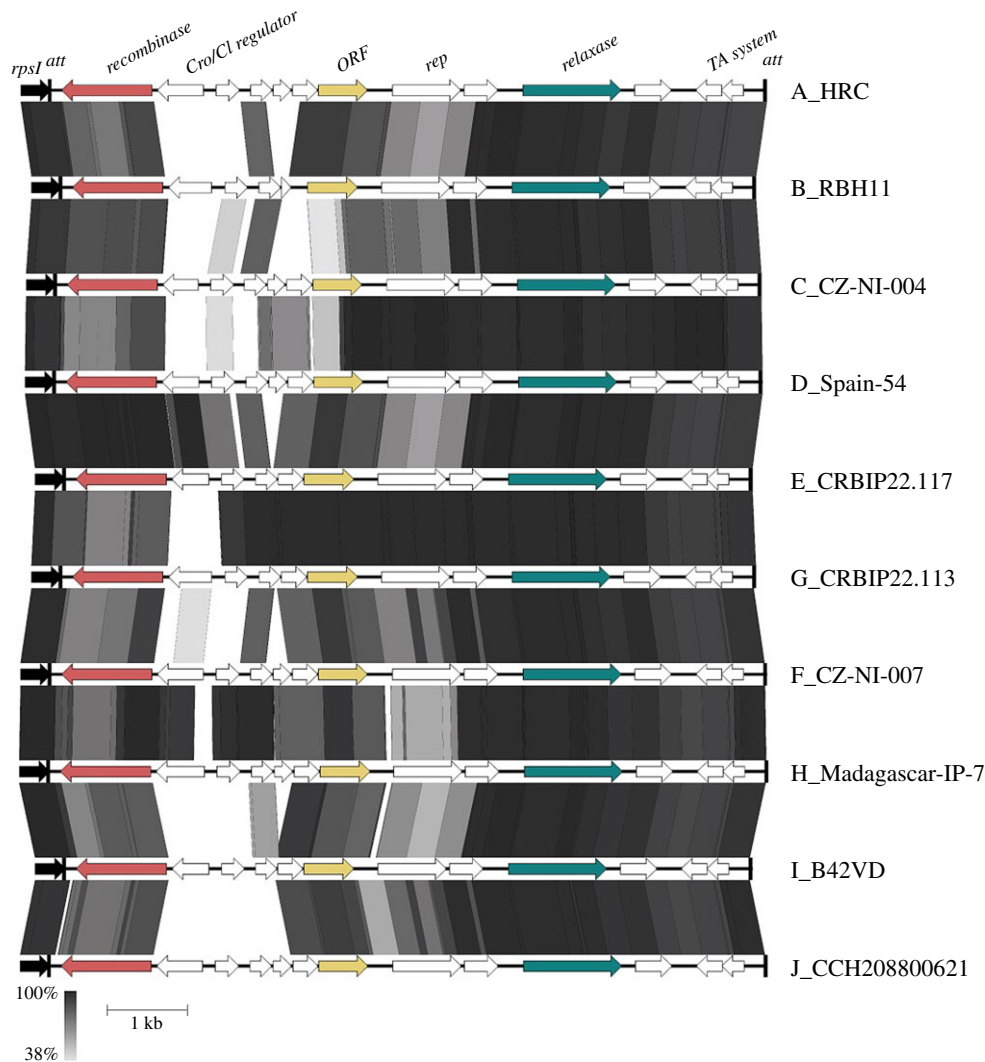 rpsI att recombinase Cro/Cl regulator ORF rep relaxase TA system att
A_HRC
B_RBH11
C_CZ-NI-004
D_Spain-54
E_CRBIP22.117
G_CRBIP22.113
F_CZ-NI-007
H_Madagascar-IP-7
I_B42VD
J_CCH208800621
100%
1 kb
38%